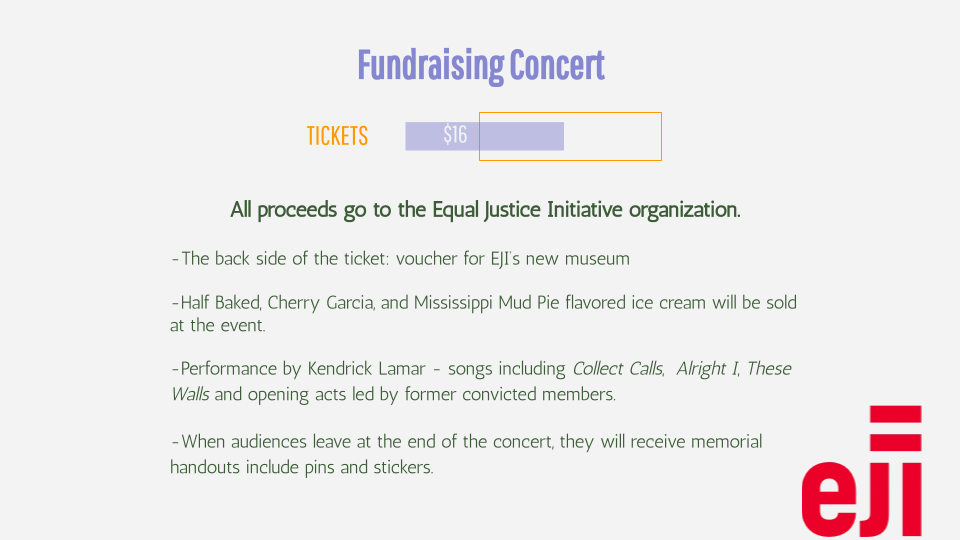 Fundraising Concert
TICKETS $16
All proceeds go to the Equal Justice Initiative organization.
-The back side of the ticket: voucher for EJI's new museum
-Half Baked, Cherry Garcia, and Mississippi Mud Pie flavored ice cream will be sold
at the event.
-Performance by Kendrick Lamar - songs including Collect Calls, Alright I, These
Walls and opening acts led by former convicted members.
-When audiences leave at the end of the concert, they will receive memorial
handouts include pins and stickers.
eji